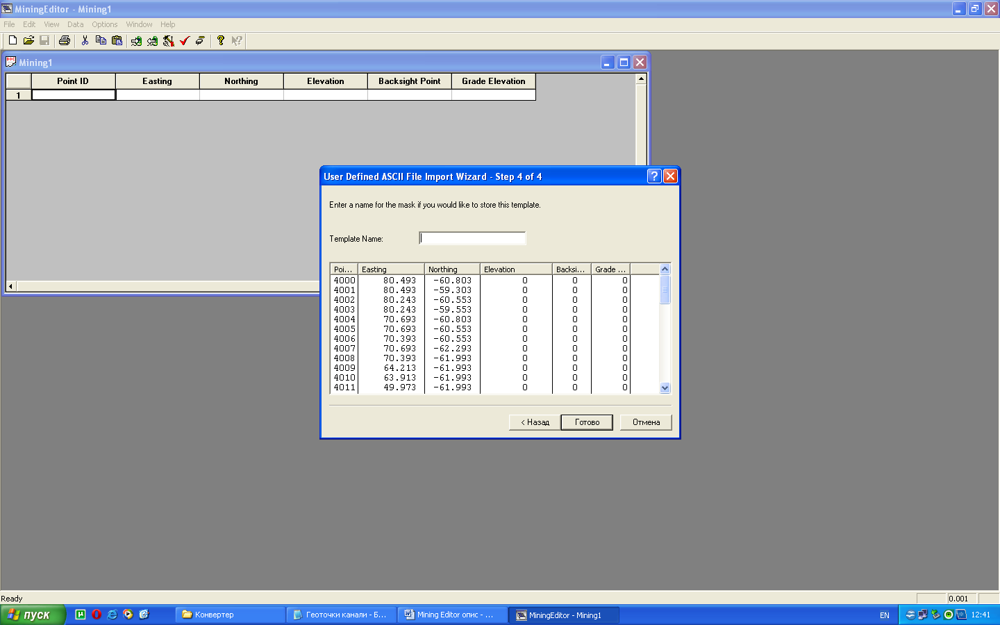 MiningEditor - Mining1
File Edit View Data Options Window Help
Mining1
Point ID Easting Northing Elevation Backsight Point Grade Elevation
1
User Defined ASCII File Import Wizard - Step 4 of 4
Enter a name for the mask if you would like to store this template.
Template Name:
Poi... Easting Northing Elevation Backsi... Grade ...
4000 80.493 -60.803 0 0 0
4001 80.493 -59.303 0 0 0
4002 80.243 -60.553 0 0 0
4003 80.243 -59.553 0 0 0
4004 70.693 -60.803 0 0 0
4005 70.693 -60.553 0 0 0
4006 70.393 -60.553 0 0 0
4007 70.693 -62.293 0 0 0
4008 70.393 -61.993 0 0 0
4009 64.213 -61.993 0 0 0
4010 63.913 -61.993 0 0 0
4011 49.973 -61.993 0 0 0
< Назад Готово Отмена
Ready 0.001
пуск Конвертер Геоточки канали - Б... Mining Editor опис - ... MiningEditor - Mining1 EN 12:41